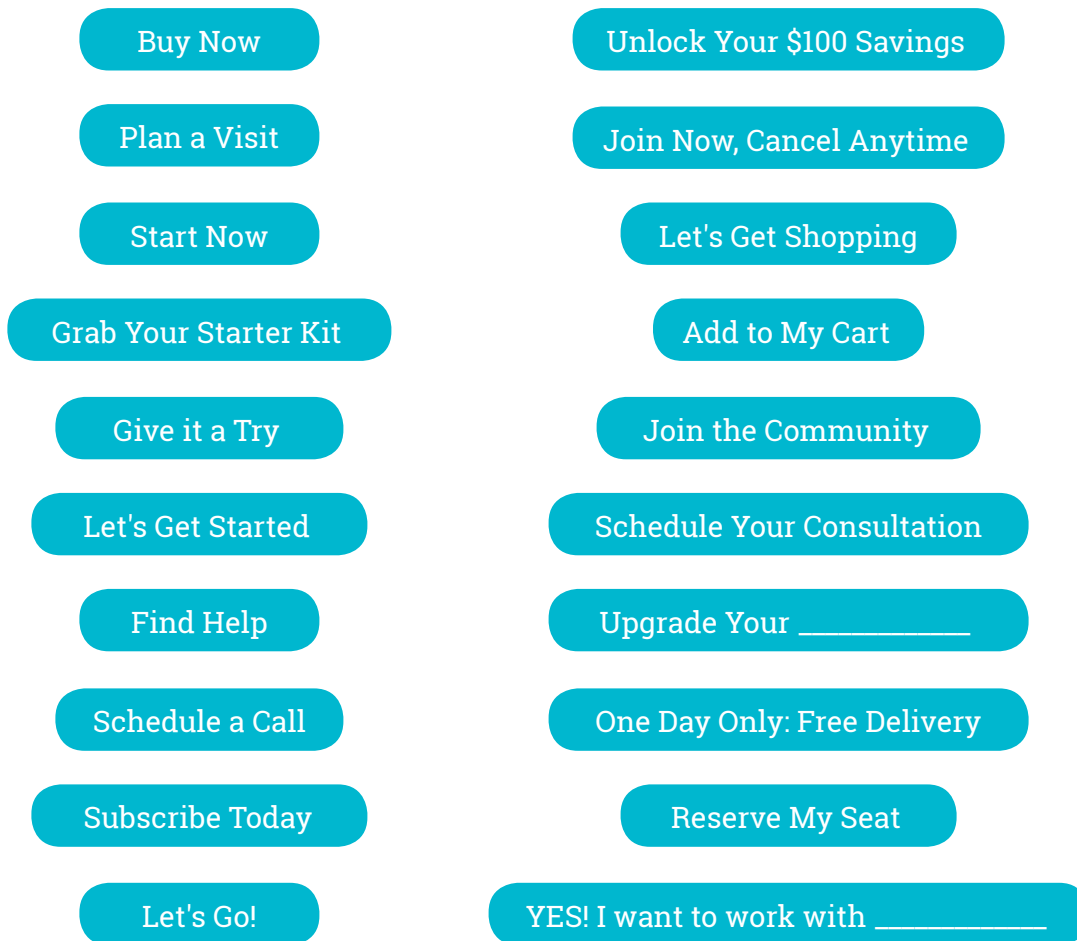 Buy Now
Plan a Visit
Start Now
Grab Your Starter Kit
Give it a Try
Let's Get Started
Find Help
Schedule a Call
Subscribe Today
Let's Go!
Unlock Your $100 Savings
Join Now, Cancel Anytime
Let's Get Shopping
Add to My Cart
Join the Community
Schedule Your Consultation
Upgrade Your ____________
One Day Only: Free Delivery
Reserve My Seat
YES! I want to work with ____________